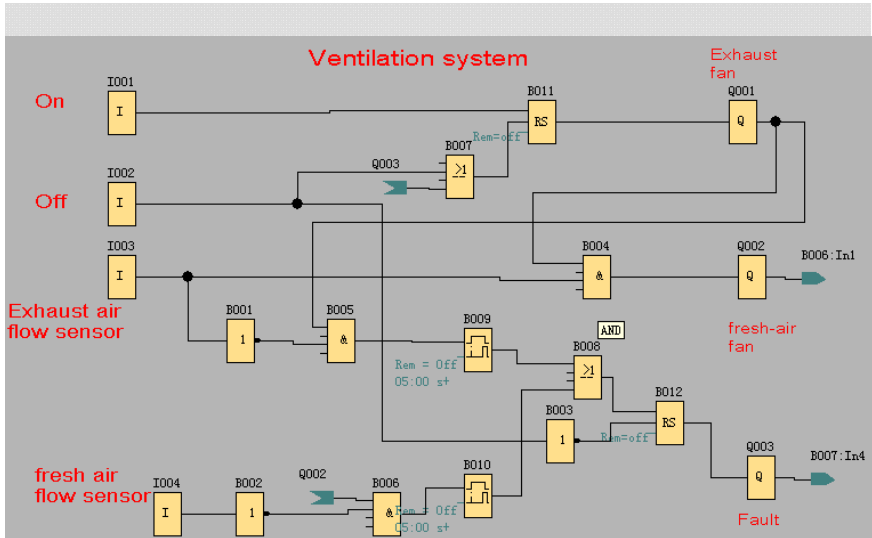 Ventilation system
Exhaust
fan
I001
B011
Q001
On
I
RS
Q
Rem=off
B007
Q003
≥1
I002
Off
I
I003
B004
Q002
B006:In1
I
&
Q
Exhaust air
flow sensor
B001
B005
B009
AND
fresh-air
fan
1
&
B008
Rem = Off
05:00 s+
≥1
B012
B003
RS
1
Rem=off
Q003
B007:In4
fresh air
flow sensor
Q002
B010
Q
I004
B002
B006
I
1
&
Rem = Off
05:00 s+
Fault